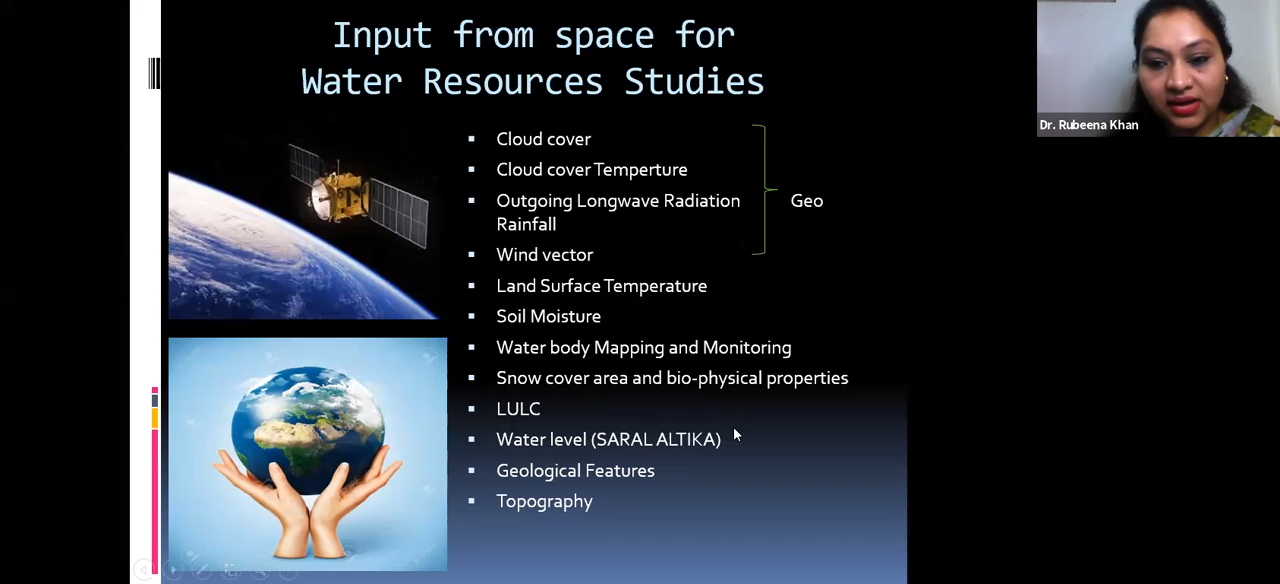 Input from space for
Water Resources Studies
Dr. Rubeena Khan
▪ Cloud cover
▪ Cloud cover Temperture
▪ Outgoing Longwave Radiation
Rainfall
▪ Wind vector
Geo
▪ Land Surface Temperature
▪ Soil Moisture
▪ Water body Mapping and Monitoring
▪ Snow cover area and bio-physical properties
▪ LULC
▪ Water level (SARAL ALTIKA)
▪ Geological Features
▪ Topography